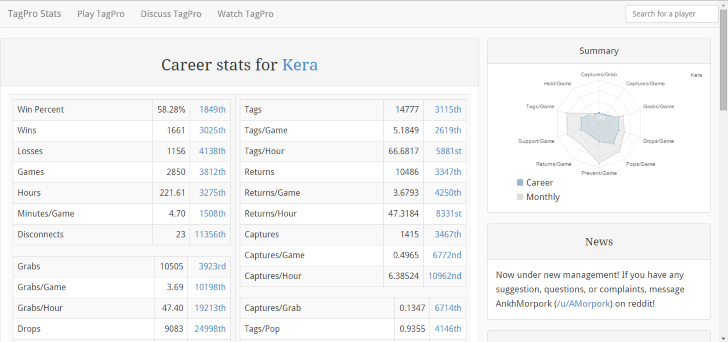 TagPro Stats Play TagPro Discuss TagPro Watch TagPro Search for a player
Career stats for Kera
Win Percent 58.28% 1849th
Wins 1661 3025th
Losses 1156 4138th
Games 2850 3812th
Hours 221.61 3275th
Minutes/Game 4.70 1508th
Disconnects 23 11356th
Grabs 10505 3923rd
Grabs/Game 3.69 10198th
Grabs/Hour 47.40 19213th
Drops 9083 24998th
Tags 14777 3115th
Tags/Game 5.1849 2619th
Tags/Hour 66.6817 5881st
Returns 10486 3347th
Returns/Game 3.6793 4250th
Returns/Hour 47.3184 8331st
Captures 1415 3467th
Captures/Game 0.4965 6772nd
Captures/Hour 6.38524 10962nd
Captures/Grab 0.1347 6714th
Tags/Pop 0.9355 4146th
Summary
Kera
Captures/Grab
Captures/Game
Grabs/Game
Drops/Game
Pops/Game
Prevent/Game
Returns/Game
Support/Game
Tags/Game
Hold/Game
Career
Monthly
News
Now under new management! If you have any
suggestion, questions, or complaints, message
AnkhMorpork (/u/AMorpork) on reddit!